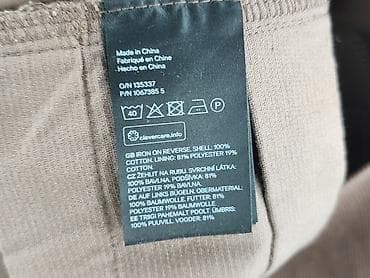 Made in China
Fabriqué en Chine
Hecho en China
O/N 135337
P/N 1067385 5
40 P
clevercare.info
GB IRON ON REVERSE. SHELL: 100%
COTTON. LINING: 81% POLYESTER 19%
COTTON.
CZ ŽEHLIT NA RUBU. SVRCHNÍ LÁTKA:
100% BAVLNA. PODŠÍVKA: 81%
POLYESTER 19% BAVLNA.
DE AUF LINKS BÜGELN. OBERMATERIAL:
100% BAUMWOLLE. FUTTER: 81%
POLYESTER 19% BAUMWOLLE.
EE TRIIGI PAHEMALT POOLT. ÜMBRIS:
100% PUUVILL. VOODER: 81%